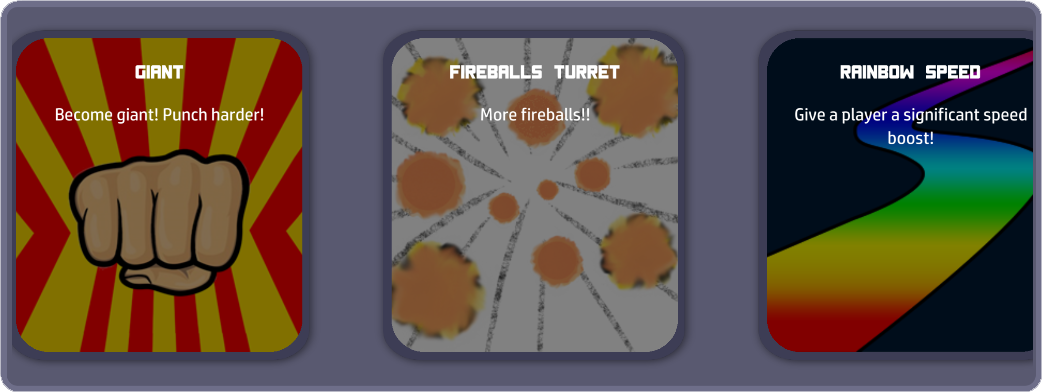 GIANT
Become giant! Punch harder!
FIREBALLS TURRET
More fireballs!!
RAINBOW SPEED
Give a player a significant speed
boost!